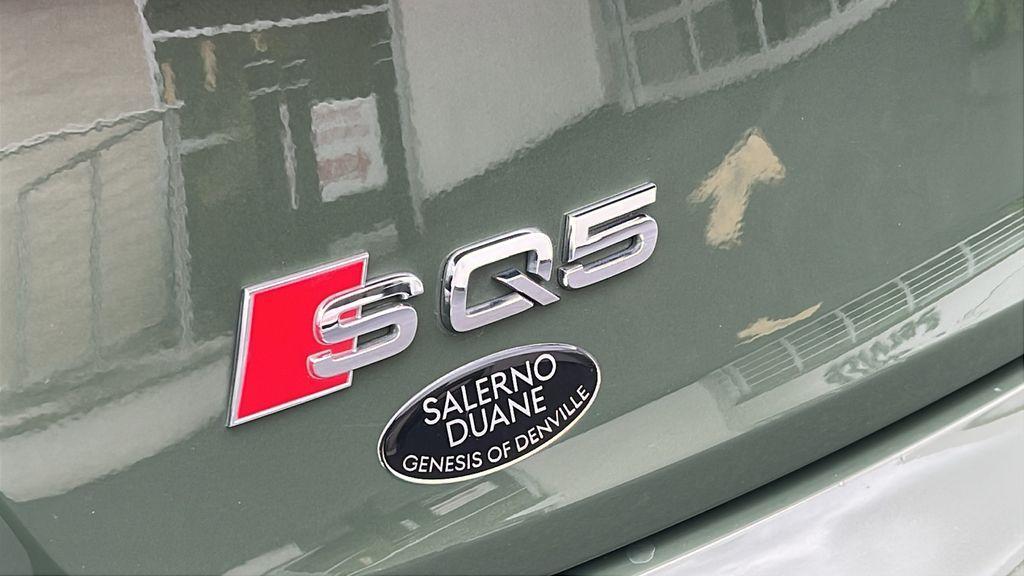 SQ5
SALERNO
DUANE
GENESIS OF DENVILLE